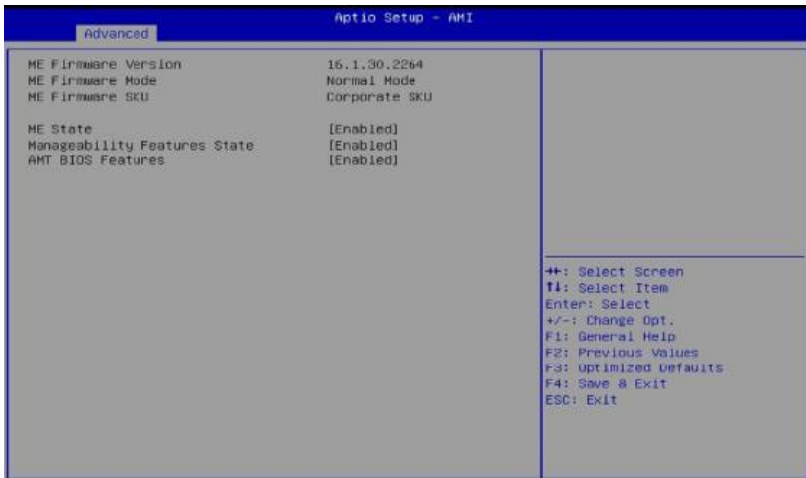 Aptio Setup - AMI
Advanced
ME Firmware Version 16.1.30.2264
ME Firmware Mode Normal Mode
ME Firmware SKU Corporate SKU
ME State [Enabled]
Manageability Features State [Enabled]
AMT BIOS Features [Enabled]
→←: Select Screen
↑↓: Select Item
Enter: Select
+/-: Change Opt.
F1: General Help
F2: Previous Values
F3: Optimized Defaults
F4: Save & Exit
ESC: Exit